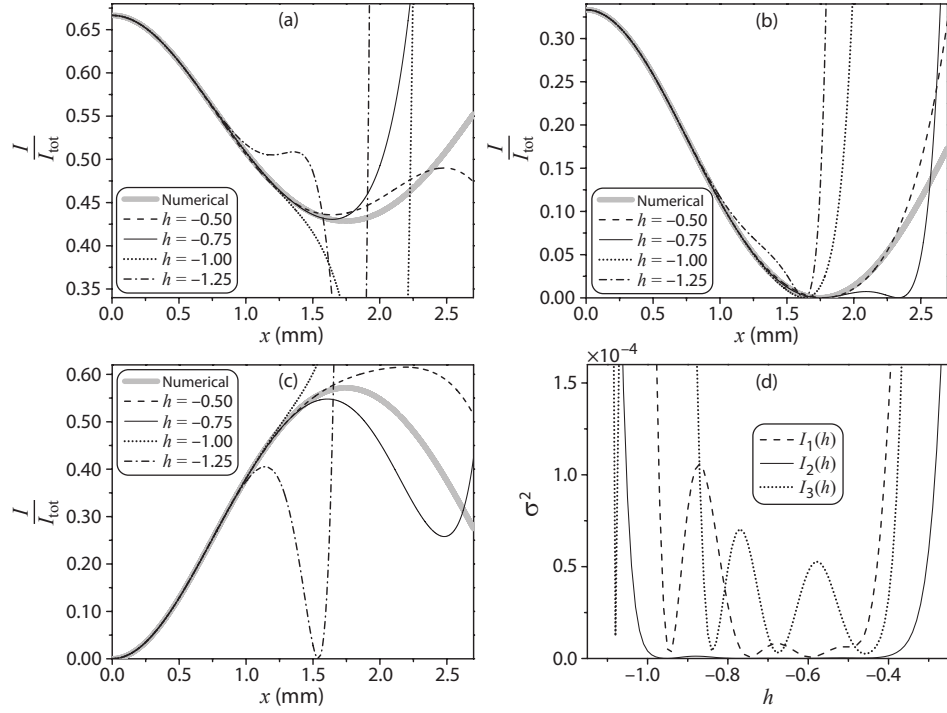 (a)
0.65
0.60
0.55
0.50
0.45
0.40
0.35
I
I_tot
Numerical
h = −0.50
h = −0.75
h = −1.00
h = −1.25
0.0 0.5 1.0 1.5 2.0 2.5
x (mm)
(b)
0.30
0.25
0.20
0.15
0.10
0.05
0.00
I
I_tot
Numerical
h = −0.50
h = −0.75
h = −1.00
h = −1.25
0.0 0.5 1.0 1.5 2.0 2.5
x (mm)
(c)
0.60
0.50
0.40
0.30
0.20
0.10
0.00
I
I_tot
Numerical
h = −0.50
h = −0.75
h = −1.00
h = −1.25
0.0 0.5 1.0 1.5 2.0 2.5
x (mm)
×10⁻⁴
(d)
1.5
1.0
0.5
0
σ²
I₁(h)
I₂(h)
I₃(h)
−1.0 −0.8 −0.6 −0.4
h